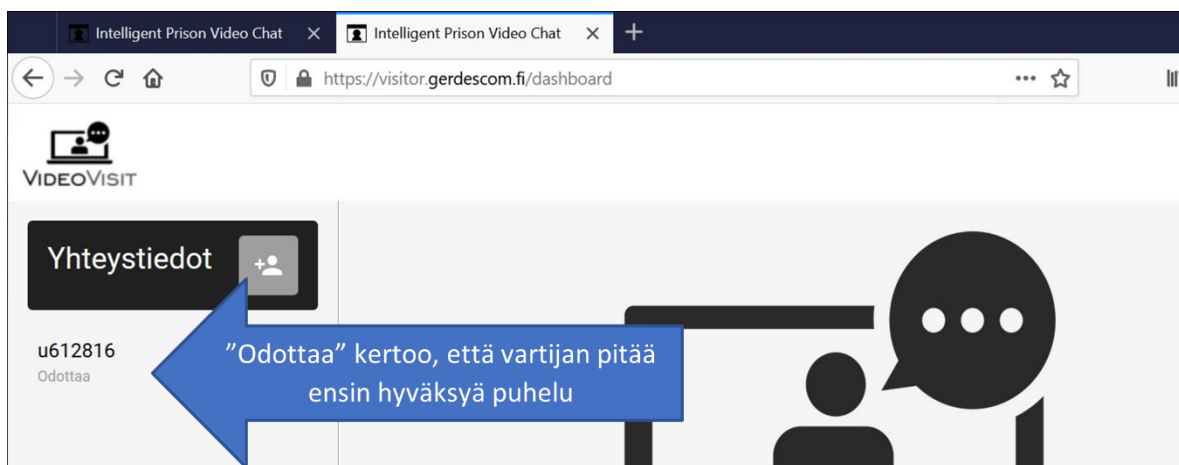 Intelligent Prison Video Chat
Intelligent Prison Video Chat
https://visitor.gerdescom.fi/dashboard
VIDEOVISIT
Yhteystiedot
u612816
Odottaa
”Odottaa” kertoo, että vartijan pitää
ensin hyväksyä puhelu